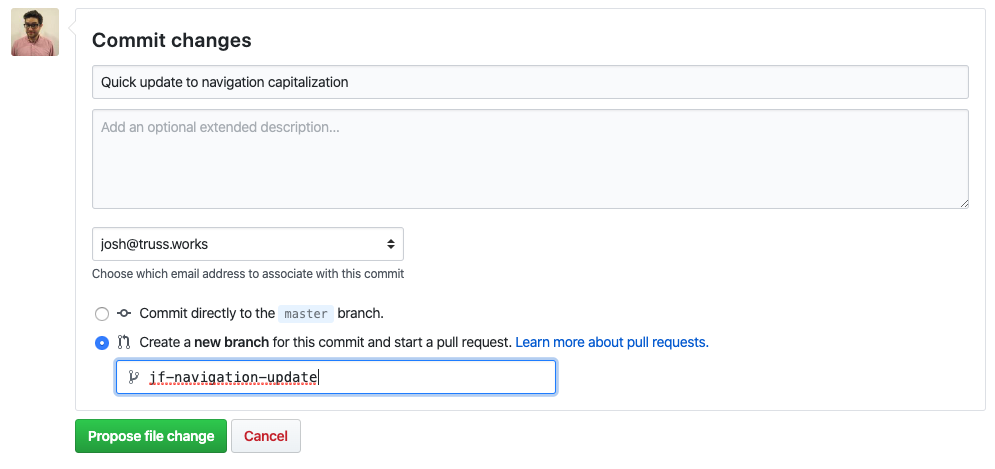 Commit changes
Quick update to navigation capitalization
Add an optional extended description...
josh@truss.works
Choose which email address to associate with this commit
Commit directly to the master branch.
Create a new branch for this commit and start a pull request. Learn more about pull requests.
jf-navigation-update
Propose file change
Cancel